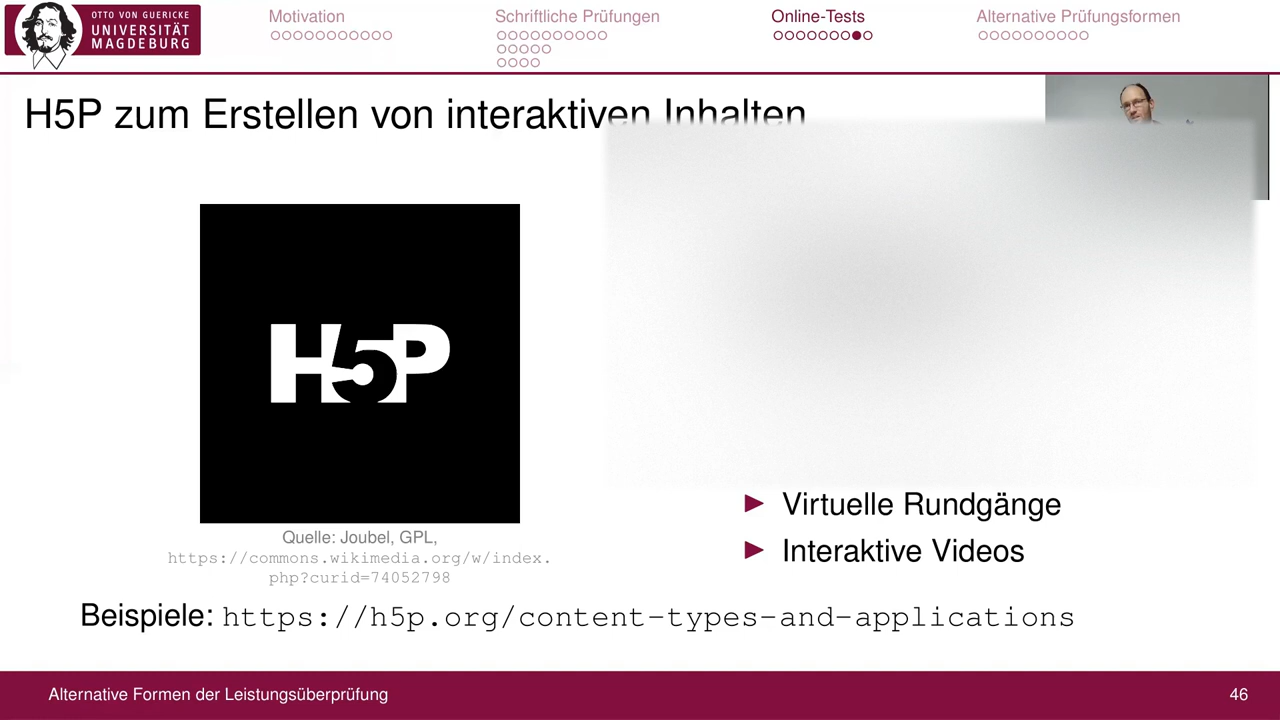 OTTO VON GUERICKE
UNIVERSITÄT
MAGDEBURG
Motivation
Schriftliche Prüfungen
Online-Tests
Alternative Prüfungsformen
H5P zum Erstellen von interaktiven Inhalten
H5P
Quelle: Joubel, GPL,
https://commons.wikimedia.org/w/index.
php?curid=74052798
Virtuelle Rundgänge
Interaktive Videos
Beispiele: https://h5p.org/content-types-and-applications
Alternative Formen der Leistungsüberprüfung
46